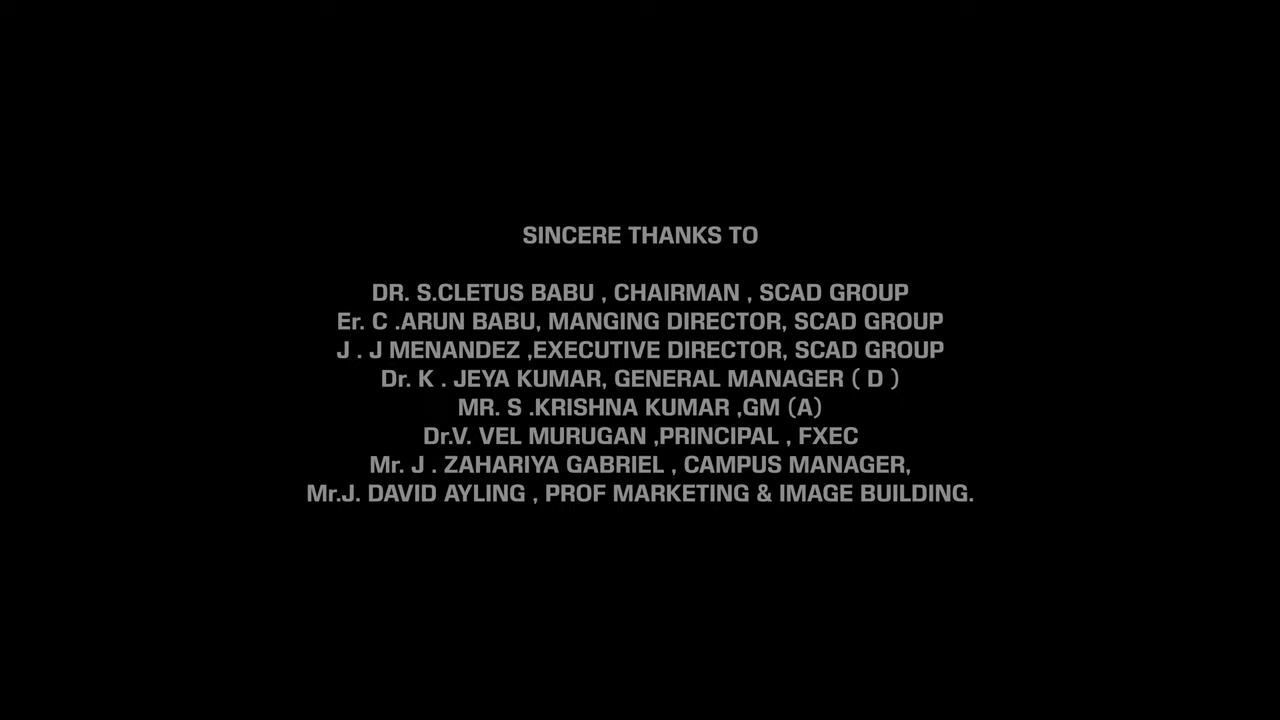 SINCERE THANKS TO
DR. S.CLETUS BABU , CHAIRMAN , SCAD GROUP
Er. C .ARUN BABU, MANGING DIRECTOR, SCAD GROUP
J . J MENANDEZ ,EXECUTIVE DIRECTOR, SCAD GROUP
Dr. K . JEYA KUMAR, GENERAL MANAGER ( D )
MR. S .KRISHNA KUMAR ,GM (A)
Dr.V. VEL MURUGAN ,PRINCIPAL , FXEC
Mr. J . ZAHARIYA GABRIEL , CAMPUS MANAGER,
Mr.J. DAVID AYLING , PROF MARKETING & IMAGE BUILDING.